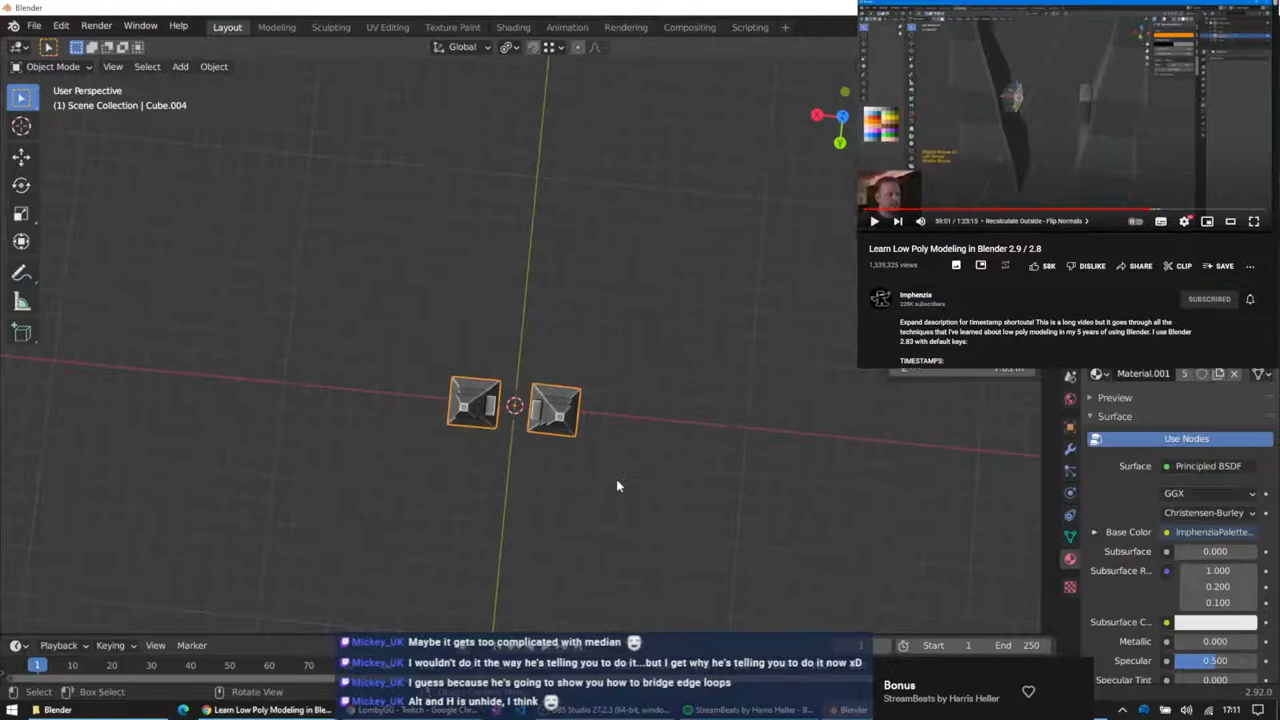 Blender
File Edit Render Window Help
Layout Modeling Sculpting UV Editing Texture Paint Shading Animation Rendering Compositing Scripting
Global
Object Mode View Select Add Object
User Perspective
(1) Scene Collection | Cube.004
X
Z
Y
59:01 / 1:23:15 • Recalculate Outside - Flip Normals
Learn Low Poly Modeling in Blender 2.9 / 2.8
1,339,325 views
58K DISLIKE SHARE CLIP SAVE
Imphenzia
228K subscribers
SUBSCRIBED
Expand description for timestamp shortcuts! This is a long video but it goes through all the
techniques that I've learned about low poly modeling in my 5 years of using Blender. I use Blender
2.83 with default keys:
TIMESTAMPS:
Material.001 5
Preview
Surface
Use Nodes
Surface Principled BSDF
GGX
Christensen-Burley
Base Color ImphenziaPalette...
Subsurface 0.000
Subsurface R... 1.000
0.200
0.100
Subsurface C...
Metallic 0.000
Specular 0.500
Specular Tint 0.000
Playback Keying View Marker
1 Start 1 End 250
1
Mickey_UK Maybe it gets too complicated with median
Mickey_UK I wouldn't do it the way he's telling you to do it...but I get why he's telling you to do it now xD
Mickey_UK I guess because he's going to show you how to bridge edge loops
Mickey_UK Alt and H is unhide, I think
Select Box Select Rotate View
2.92.0
Bonus
StreamBeats by Harris Heller
Blender Learn Low Poly Modeling in Ble... LombyGG - Twitch - Google Chr... OBS Studio 27.2.3 (64-bit, windo... StreamBeats by Harris Heller Blender
17:11